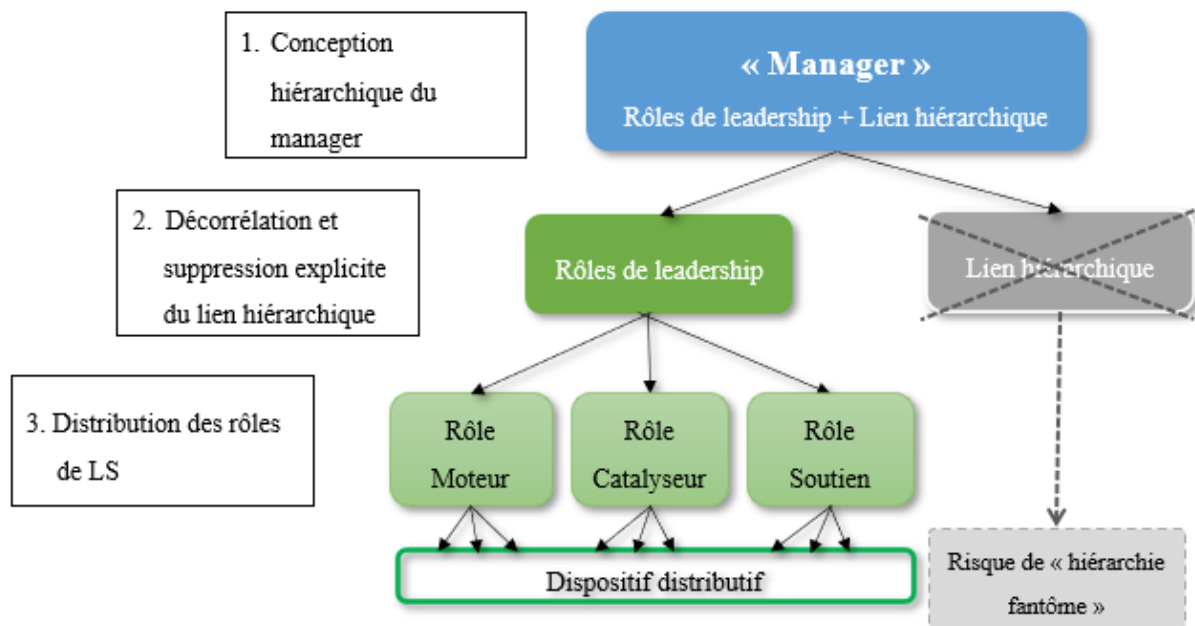 1. Conception
hiérarchique du
manager
« Manager »
Rôles de leadership + Lien hiérarchique
2. Décorrélation et
suppression explicite
du lien hiérarchique
Rôles de leadership
Lien hiérarchique
3. Distribution des rôles
de LS
Rôle
Moteur
Rôle
Catalyseur
Rôle
Soutien
Dispositif distributif
Risque de « hiérarchie
fantôme »